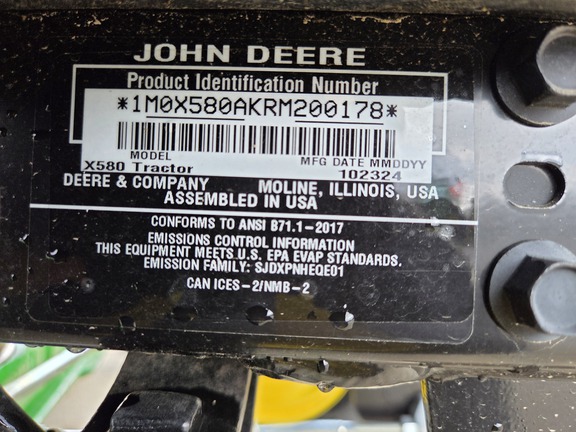 JOHN DEERE
Product Identification Number
*1M0X580AKRM200178*
MODEL MFG DATE MMDDYY
X580 Tractor 102324
DEERE & COMPANY MOLINE, ILLINOIS, USA
ASSEMBLED IN USA
CONFORMS TO ANSI B71.1-2017
EMISSIONS CONTROL INFORMATION
THIS EQUIPMENT MEETS U.S. EPA EVAP STANDARDS.
EMISSION FAMILY: SJDXPNHEQE01
CAN ICES-2/NMB-2